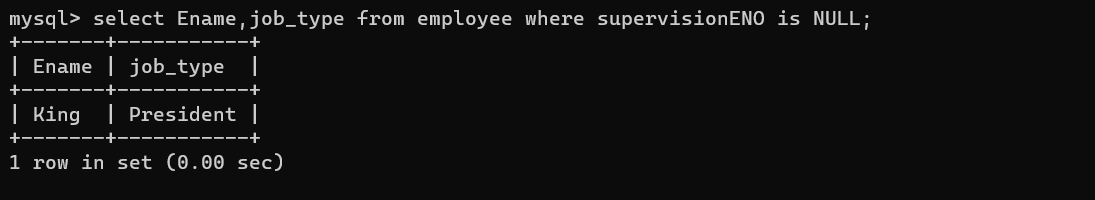 mysql> select Ename,job_type from employee where supervisionENO is NULL;
+-------+-----------+
| Ename | job_type  |
+-------+-----------+
| King  | President |
+-------+-----------+
1 row in set (0.00 sec)